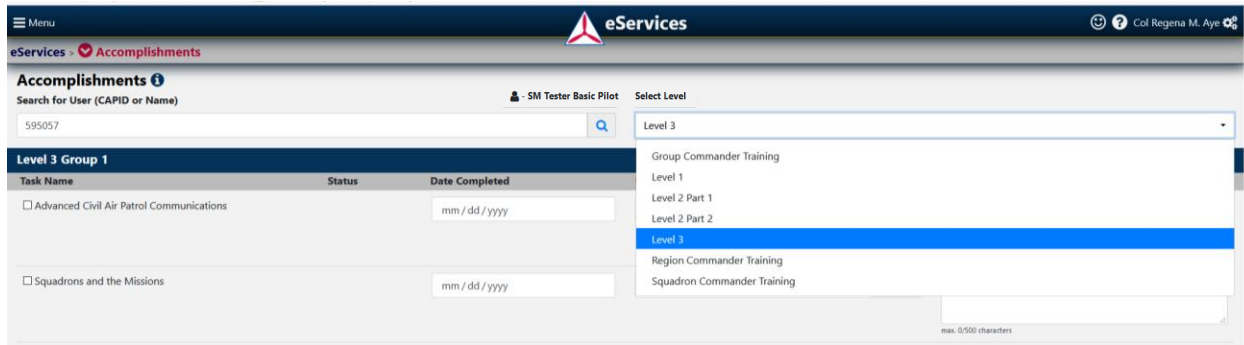 Menu
eServices
Col Regena M. Aye
eServices > Accomplishments
Accomplishments
Search for User (CAPID or Name)
- SM Tester Basic Pilot
Select Level
595057
Level 3
Group Commander Training
Level 1
Level 2 Part 1
Level 2 Part 2
Level 3
Region Commander Training
Squadron Commander Training
Level 3 Group 1
Task Name Status Date Completed
Advanced Civil Air Patrol Communications
mm / dd / yyyy
Squadrons and the Missions
mm / dd / yyyy
max. 0/500 characters